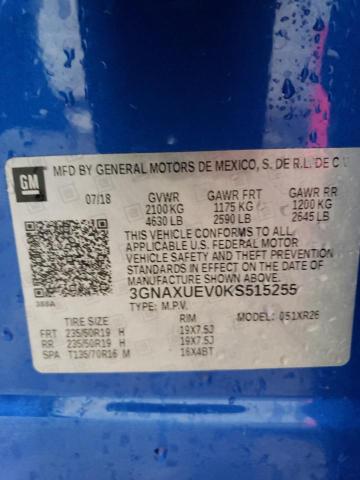 GM
MFD BY GENERAL MOTORS DE MEXICO, S. DE R.L. DE C.V.
07/18 GVWR GAWR FRT GAWR RR
2100 KG 1175 KG 1200 KG
4630 LB 2590 LB 2645 LB
THIS VEHICLE CONFORMS TO ALL
APPLICABLE U.S. FEDERAL MOTOR
VEHICLE SAFETY AND THEFT
PREVENTION STANDARDS IN
EFFECT ON THE DATE OF
MANUFACTURE SHOWN ABOVE.
3GNAXUEV0KS515255
388A TYPE: M.P.V. MODEL: Q51XR26
TIRE SIZE RIM
FRT 235/50R19 H 19X7.5J
RR 235/50R19 H 19X7.5J
SPA T135/70R16 M 16X4BT